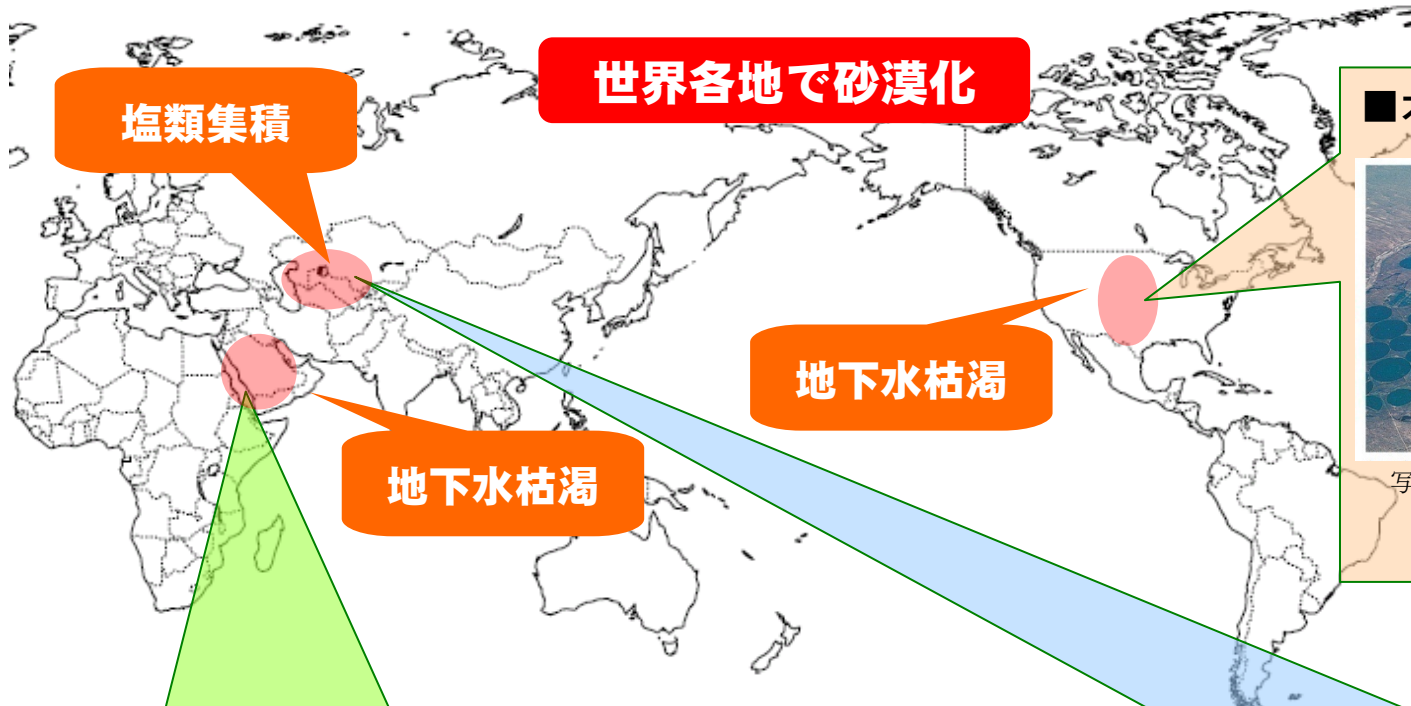 世界各地で砂漠化
塩類集積
■
地下水枯渇
地下水枯渇
写